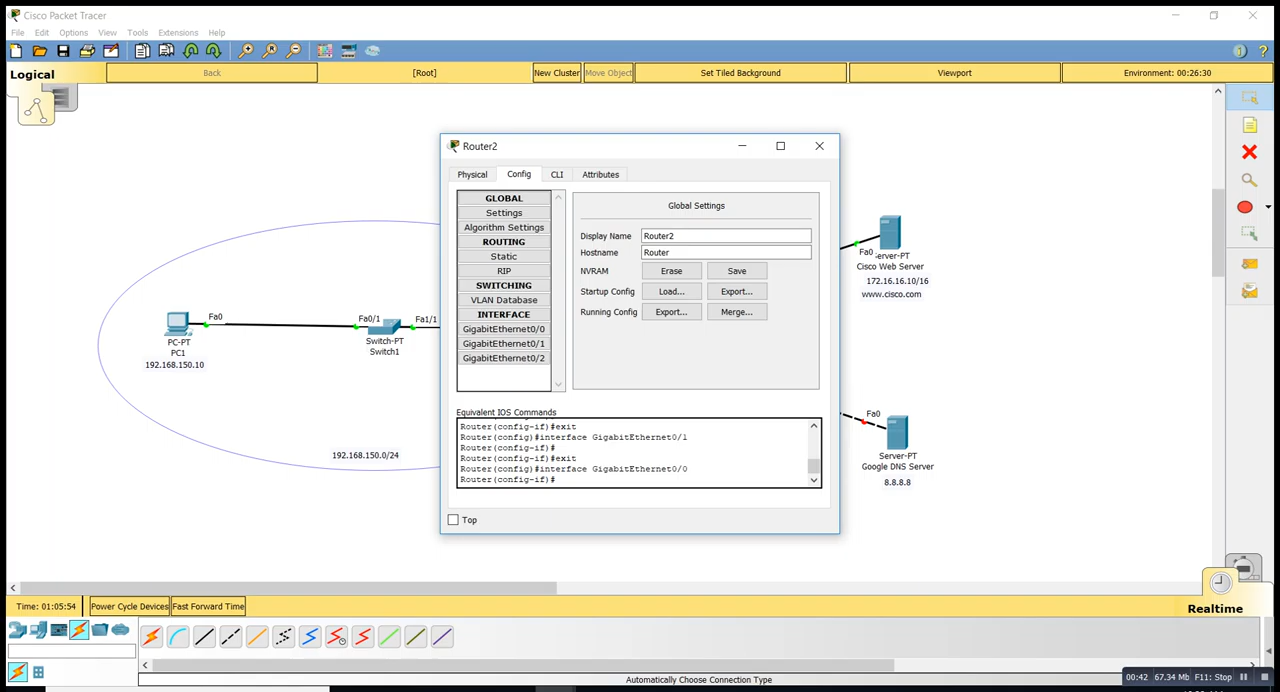 Cisco Packet Tracer
File Edit Options View Tools Extensions Help
Logical
Back
[Root]
New Cluster
Move Object
Set Tiled Background
Viewport
Environment: 00:26:30
Router2
Physical Config CLI Attributes
GLOBAL
Settings
Algorithm Settings
ROUTING
Static
RIP
SWITCHING
VLAN Database
INTERFACE
GigabitEthernet0/0
GigabitEthernet0/1
GigabitEthernet0/2
Global Settings
Display Name Router2
Hostname Router
NVRAM Erase Save
Startup Config Load... Export...
Running Config Export... Merge...
Equivalent IOS Commands
Router(config-if)#exit
Router(config)#interface GigabitEthernet0/1
Router(config-if)#
Router(config-if)#exit
Router(config)#interface GigabitEthernet0/0
Router(config-if)#
Top
Fa0
PC-PT
PC1
192.168.150.10
Fa0/1
Fa1/1
Switch-PT
Switch1
192.168.150.0/24
Fa0
Cisco Web Server
172.16.16.10/16
www.cisco.com
Fa0
Server-PT
Google DNS Server
8.8.8.8
Time: 01:05:54
Power Cycle Devices
Fast Forward Time
Realtime
Automatically Choose Connection Type
00:42 67.34 Mb F11: Stop